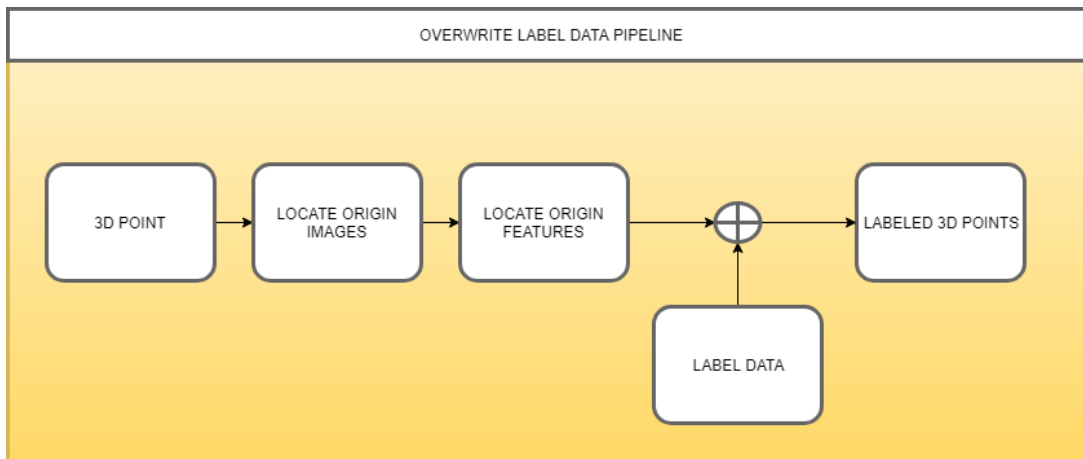 OVERWRITE LABEL DATA PIPELINE
3D POINT
LOCATE ORIGIN
IMAGES
LOCATE ORIGIN
FEATURES
LABELED 3D POINTS
LABEL DATA